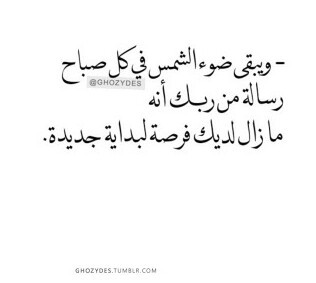 - ويبقى ضوء الشمس في كل صباح
@GHOZYDES
رسالة من ربك أنه
ما زال لديك فرصة لبداية جديدة.
GHOZYDES.TUMBLR.COM